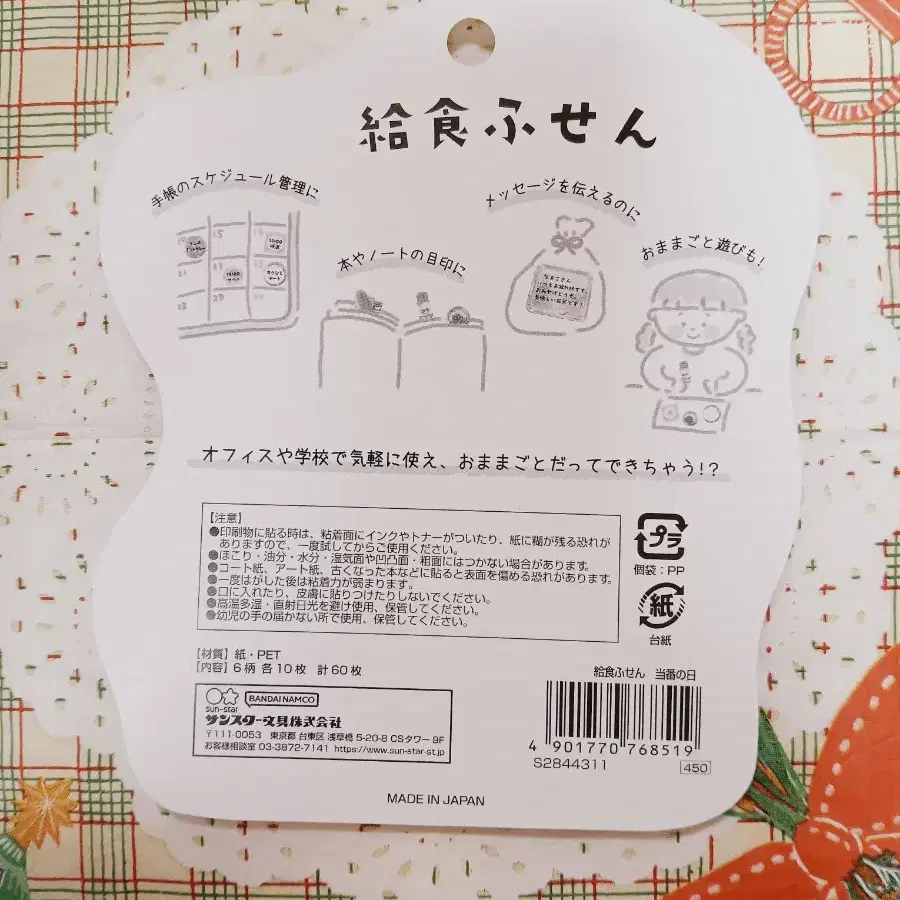 給食ふせん
手帳のスケジュール管理に
メッセージを伝えるのに
本やノートの目印に
おままごと遊びも!
オフィスや学校で気軽に使え、おままごとだってできちゃう!?
【注意】
●印刷物に貼る時は、粘着面にインクやトナーがついたり、紙に糊が残る恐れが
ありますので、一度試してからご使用ください。
●ほこり・油分・水分・湿気面や凹凸面・粗面にはつかない場合があります。
●コート紙、アート紙、古くなった本などに貼ると表面を傷める恐れがあります。
●一度はがした後は粘着力が弱まります。
●口に入れたり、皮膚に貼りつけたりしないでください。
●高温多湿・直射日光を避け使用、保管してください。
●幼児の手の届かない所で使用、保管してください。
プラ
個袋:PP
紙
台紙
【材質】紙・PET
【内容】6柄 各10枚 計60枚
sun-star
BANDAI NAMCO
サンスター文具株式会社
〒111-0053 東京都 台東区 浅草橋 5-20-8 CSタワー 9F
お客様相談室 03-3872-7141 https://www.sun-star-st.jp
給食ふせん 当番の日
4 901770 768519
S2844311
450
MADE IN JAPAN